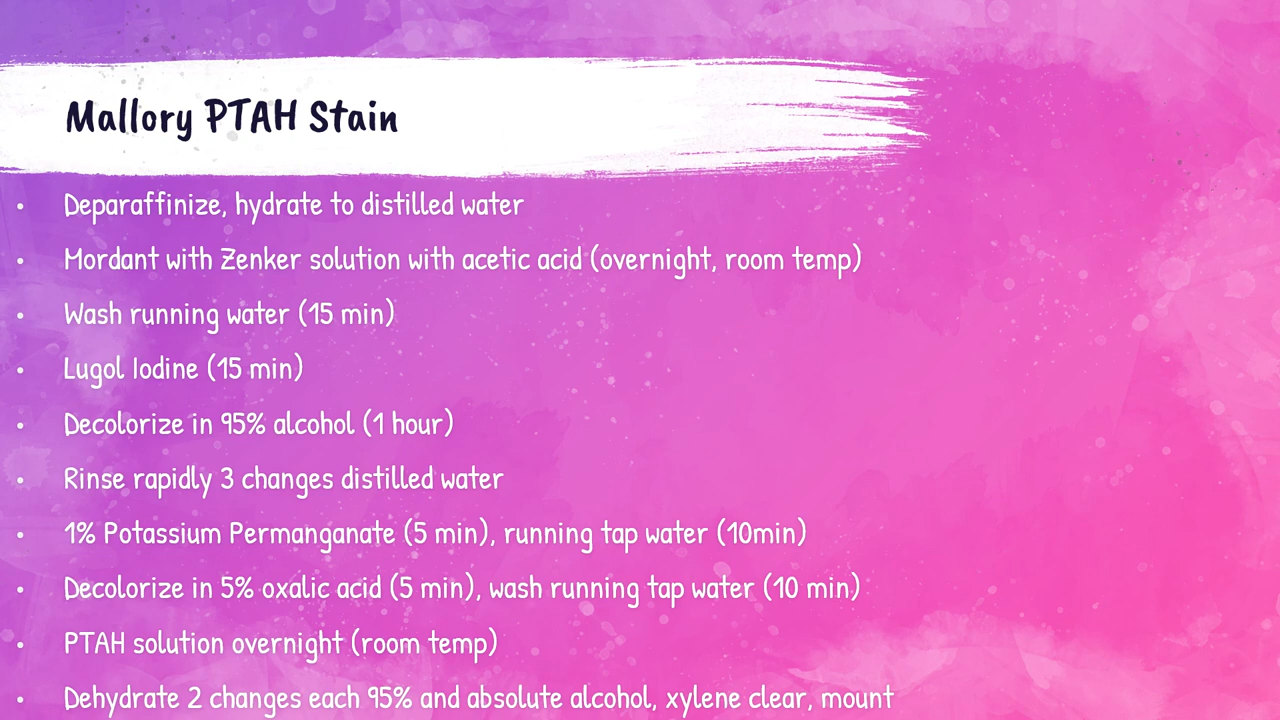 Mallory PTAH Stain
• Deparaffinize, hydrate to distilled water
• Mordant with Zenker solution with acetic acid (overnight, room temp)
• Wash running water (15 min)
• Lugol Iodine (15 min)
• Decolorize in 95% alcohol (1 hour)
• Rinse rapidly 3 changes distilled water
• 1% Potassium Permanganate (5 min), running tap water (10min)
• Decolorize in 5% oxalic acid (5 min), wash running tap water (10 min)
• PTAH solution overnight (room temp)
• Dehydrate 2 changes each 95% and absolute alcohol, xylene clear, mount